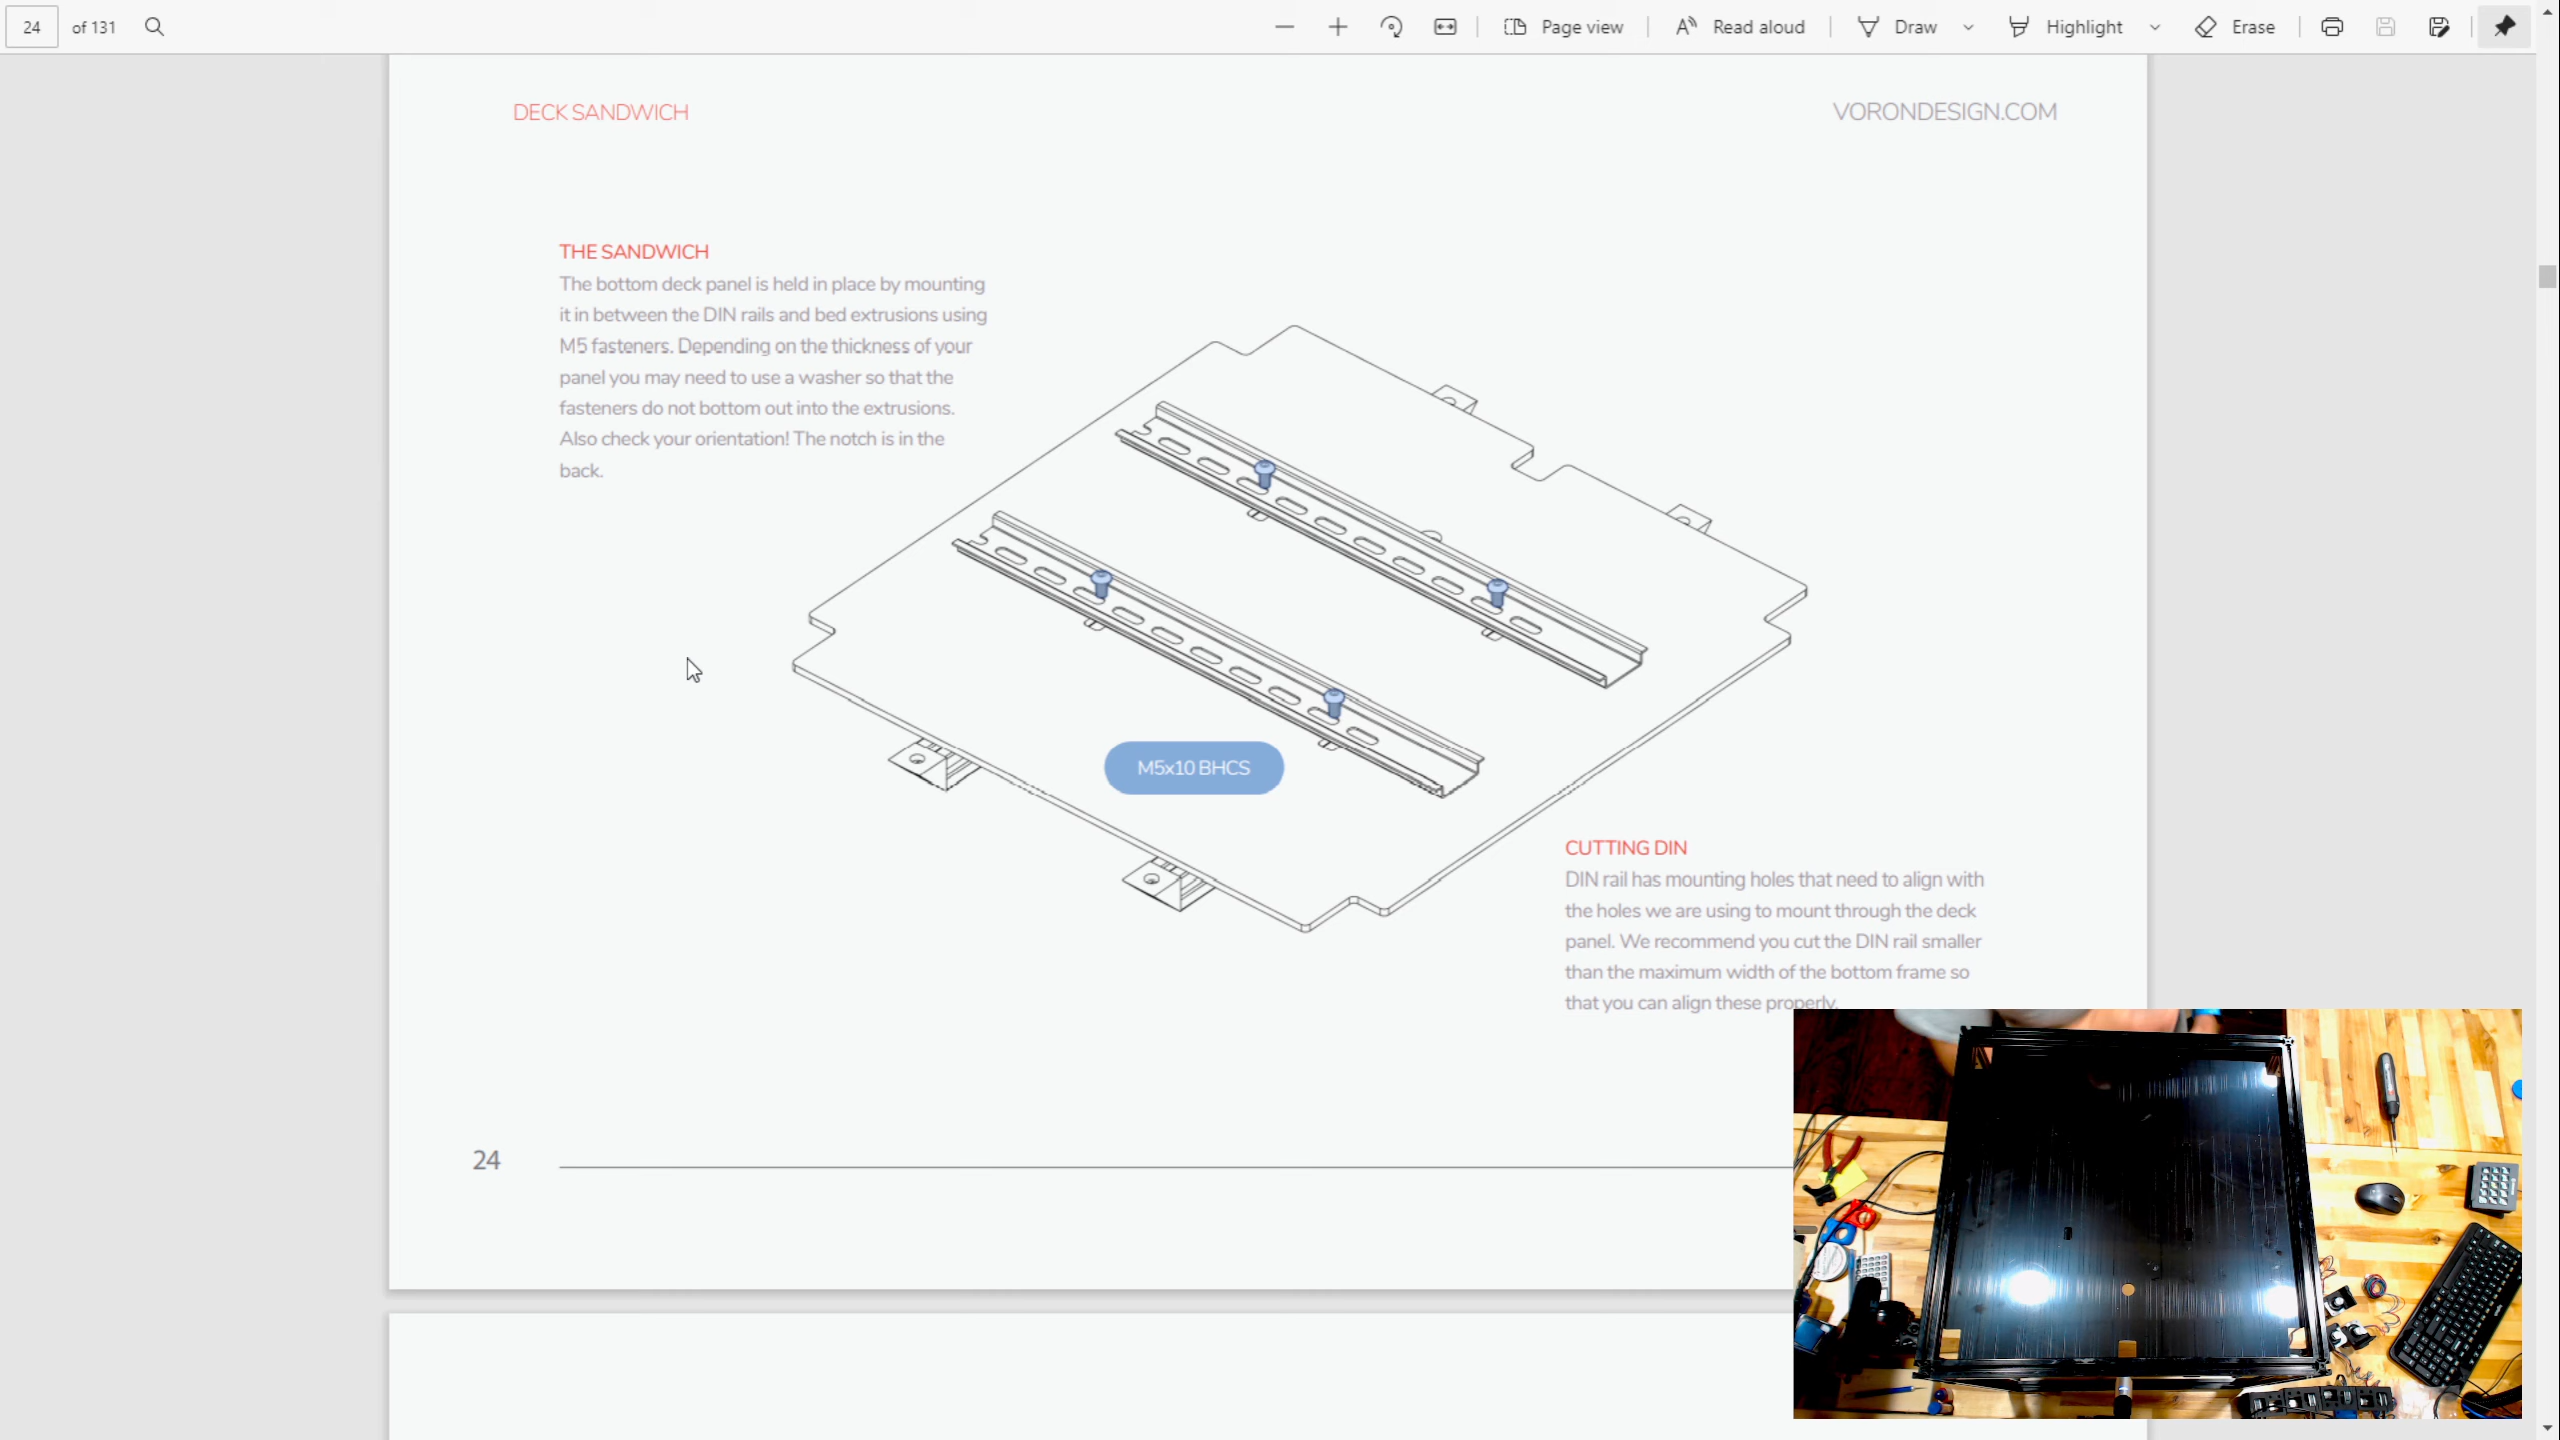 24 of 131 Page view Read aloud Draw Highlight Erase
DECK SANDWICH
VORONDESIGN.COM
THE SANDWICH
The bottom deck panel is held in place by mounting
it in between the DIN rails and bed extrusions using
M5 fasteners. Depending on the thickness of your
panel you may need to use a washer so that the
fasteners do not bottom out into the extrusions.
Also check your orientation! The notch is in the
back.
M5x10 BHCS
CUTTING DIN
DIN rail has mounting holes that need to align with
the holes we are using to mount through the deck
panel. We recommend you cut the DIN rail smaller
than the maximum width of the bottom frame so
that you can align these properly.
24